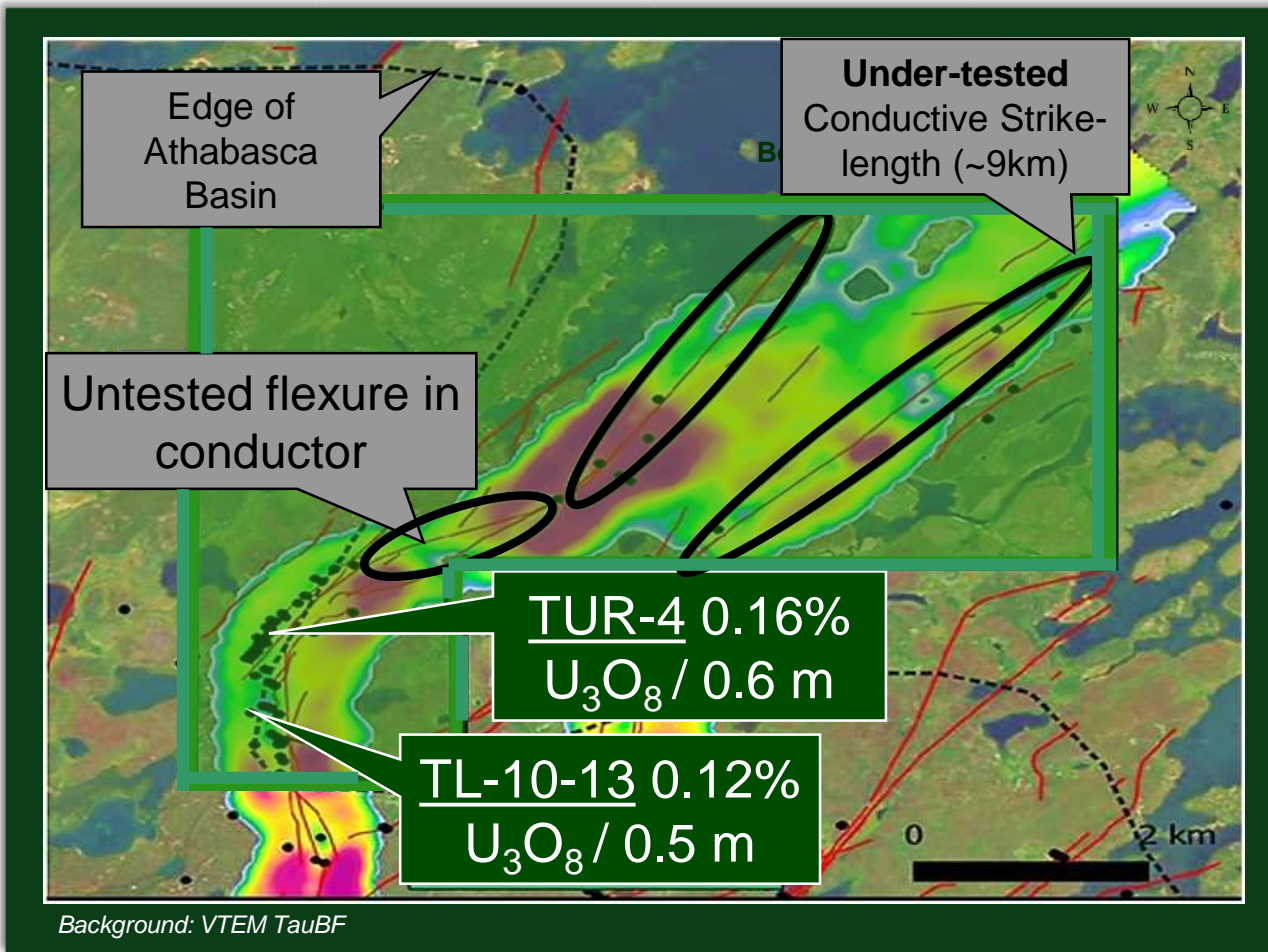 Edge of
Athabasca
Basin
Under-tested
Conductive Strike-
length (~9km)
N
W E
S
Untested flexure in
conductor
TUR-4 0.16%
U₃O₈ / 0.6 m
TL-10-13 0.12%
U₃O₈ / 0.5 m
0 2 km
Background: VTEM TauBF